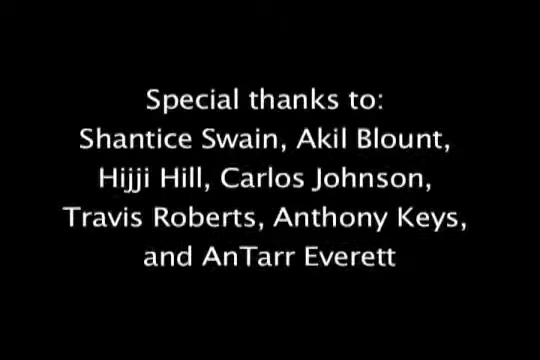 Special thanks to:
Shantice Swain, Akil Blount,
Hijji Hill, Carlos Johnson,
Travis Roberts, Anthony Keys,
and AnTarr Everett